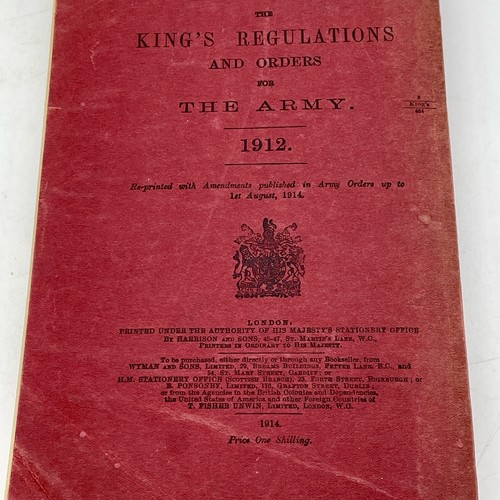 THE
KING'S REGULATIONS
AND ORDERS
FOR
THE ARMY.
1912.
Re-printed with Amendments published in Army Orders up to
1st August, 1914.
LONDON:
PRINTED UNDER THE AUTHORITY OF HIS MAJESTY'S STATIONERY OFFICE
BY HARRISON AND SONS, 45-47, ST. MARTIN'S LANE, W.C.,
PRINTERS IN ORDINARY TO HIS MAJESTY.
To be purchased, either directly or through any Bookseller, from
WYMAN AND SONS, LIMITED, 29, BREAMS BUILDINGS, FETTER LANE, E.C., and
54, ST. MARY STREET, CARDIFF; or
H.M. STATIONERY OFFICE (SCOTTISH BRANCH), 23, FORTH STREET, EDINBURGH; or
E. PONSONBY, LIMITED, 116, GRAFTON STREET, DUBLIN;
or from the Agencies in the British Colonies and Dependencies,
the United States of America and other Foreign Countries of
T. FISHER UNWIN, LIMITED, LONDON, W.C.
1914.
Price One Shilling.
King's